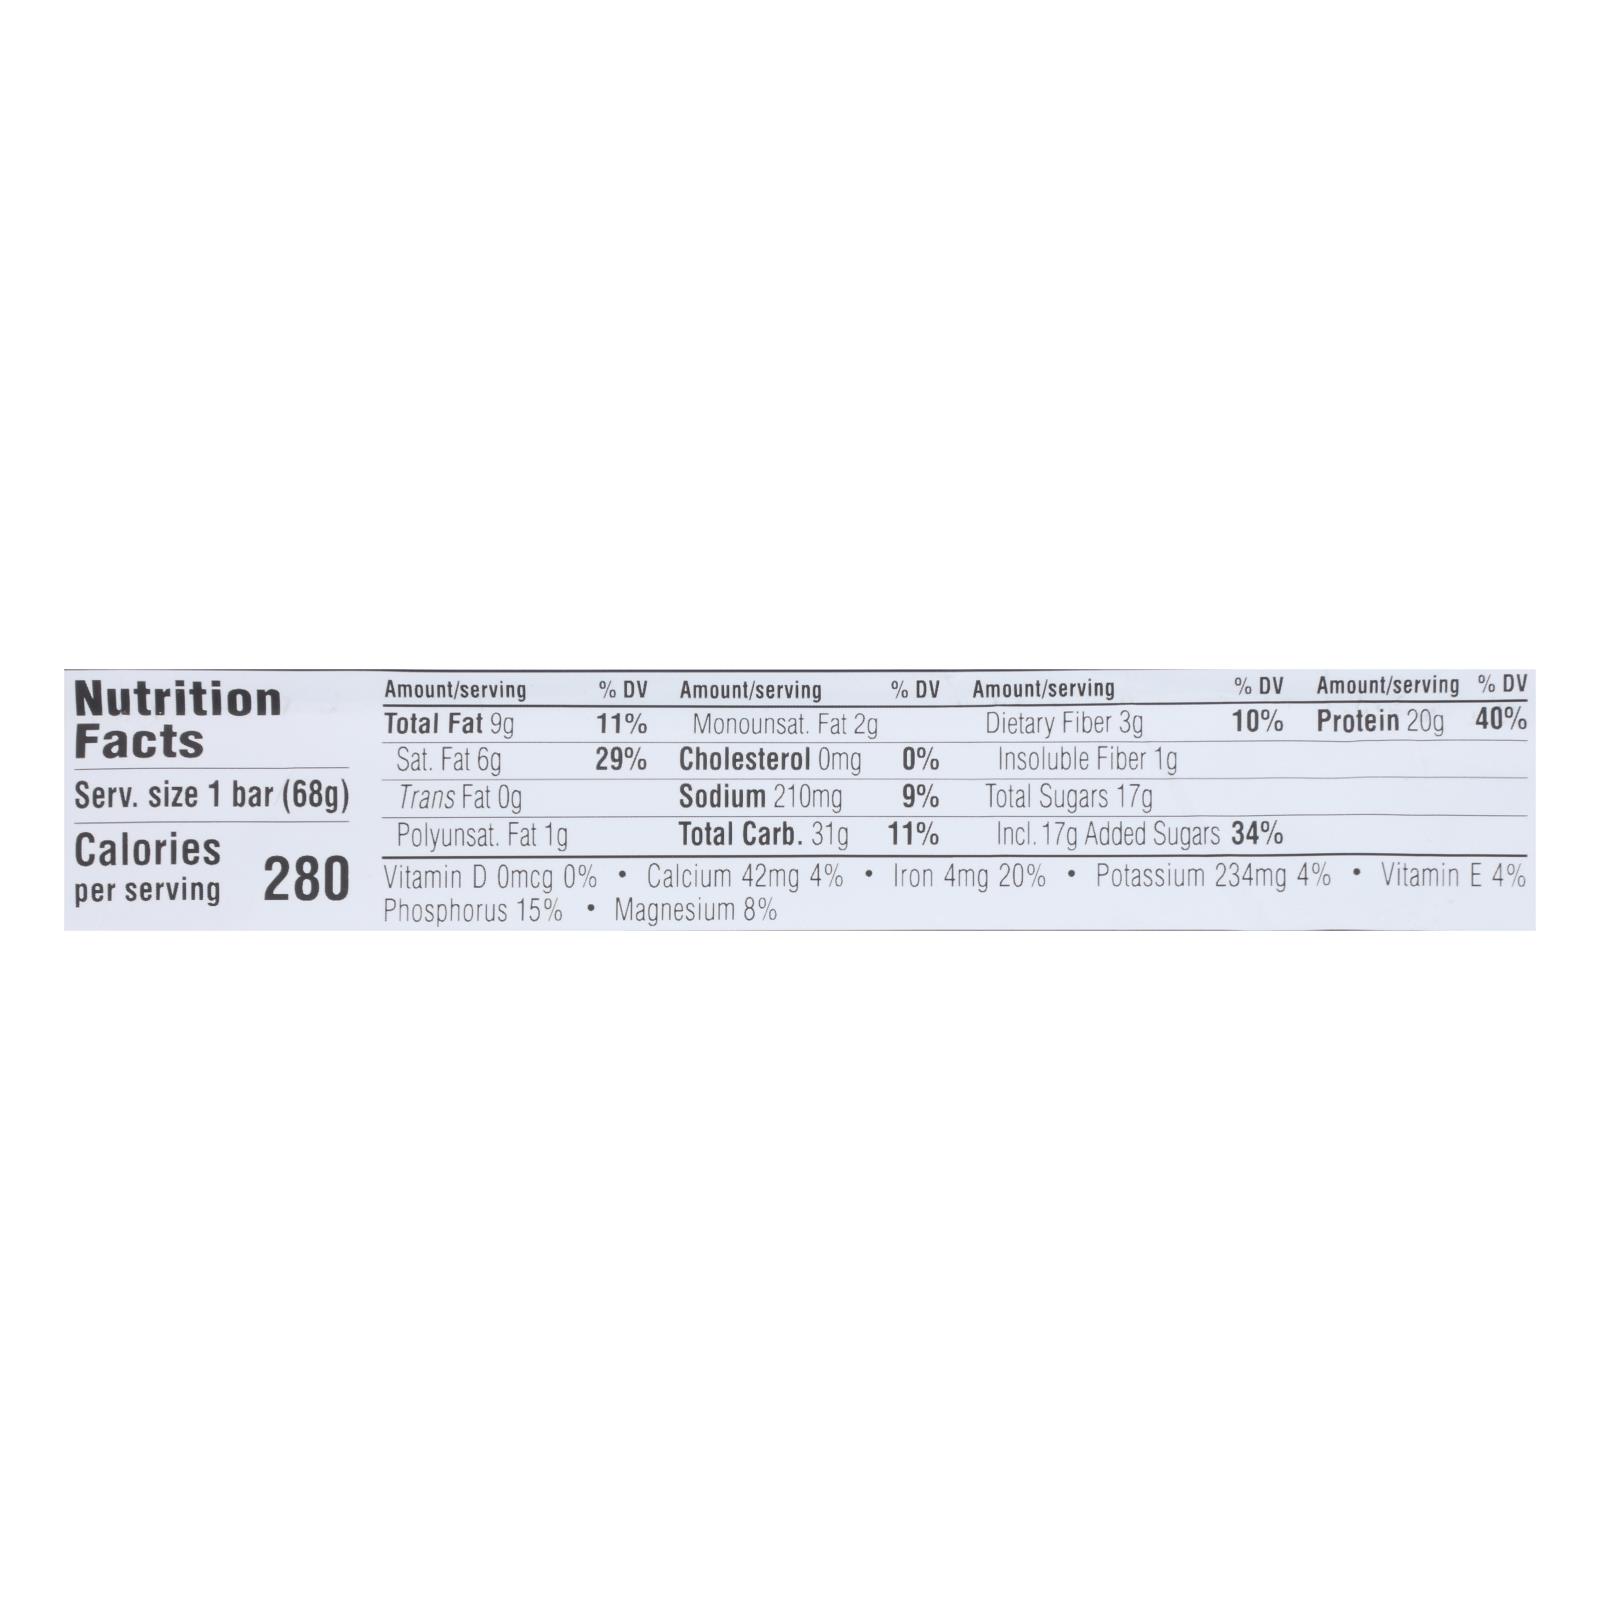 Nutrition
Facts
Serv. size 1 bar (68g)
Calories
per serving 280
Amount/serving % DV Amount/serving % DV Amount/serving % DV Amount/serving % DV
Total Fat 9g 11% Monounsat. Fat 2g Dietary Fiber 3g 10% Protein 20g 40%
Sat. Fat 6g 29% Cholesterol 0mg 0% Insoluble Fiber 1g
Trans Fat 0g Sodium 210mg 9% Total Sugars 17g
Polyunsat. Fat 1g Total Carb. 31g 11% Incl. 17g Added Sugars 34%
Vitamin D 0mcg 0% • Calcium 42mg 4% • Iron 4mg 20% • Potassium 234mg 4% • Vitamin E 4%
Phosphorus 15% • Magnesium 8%